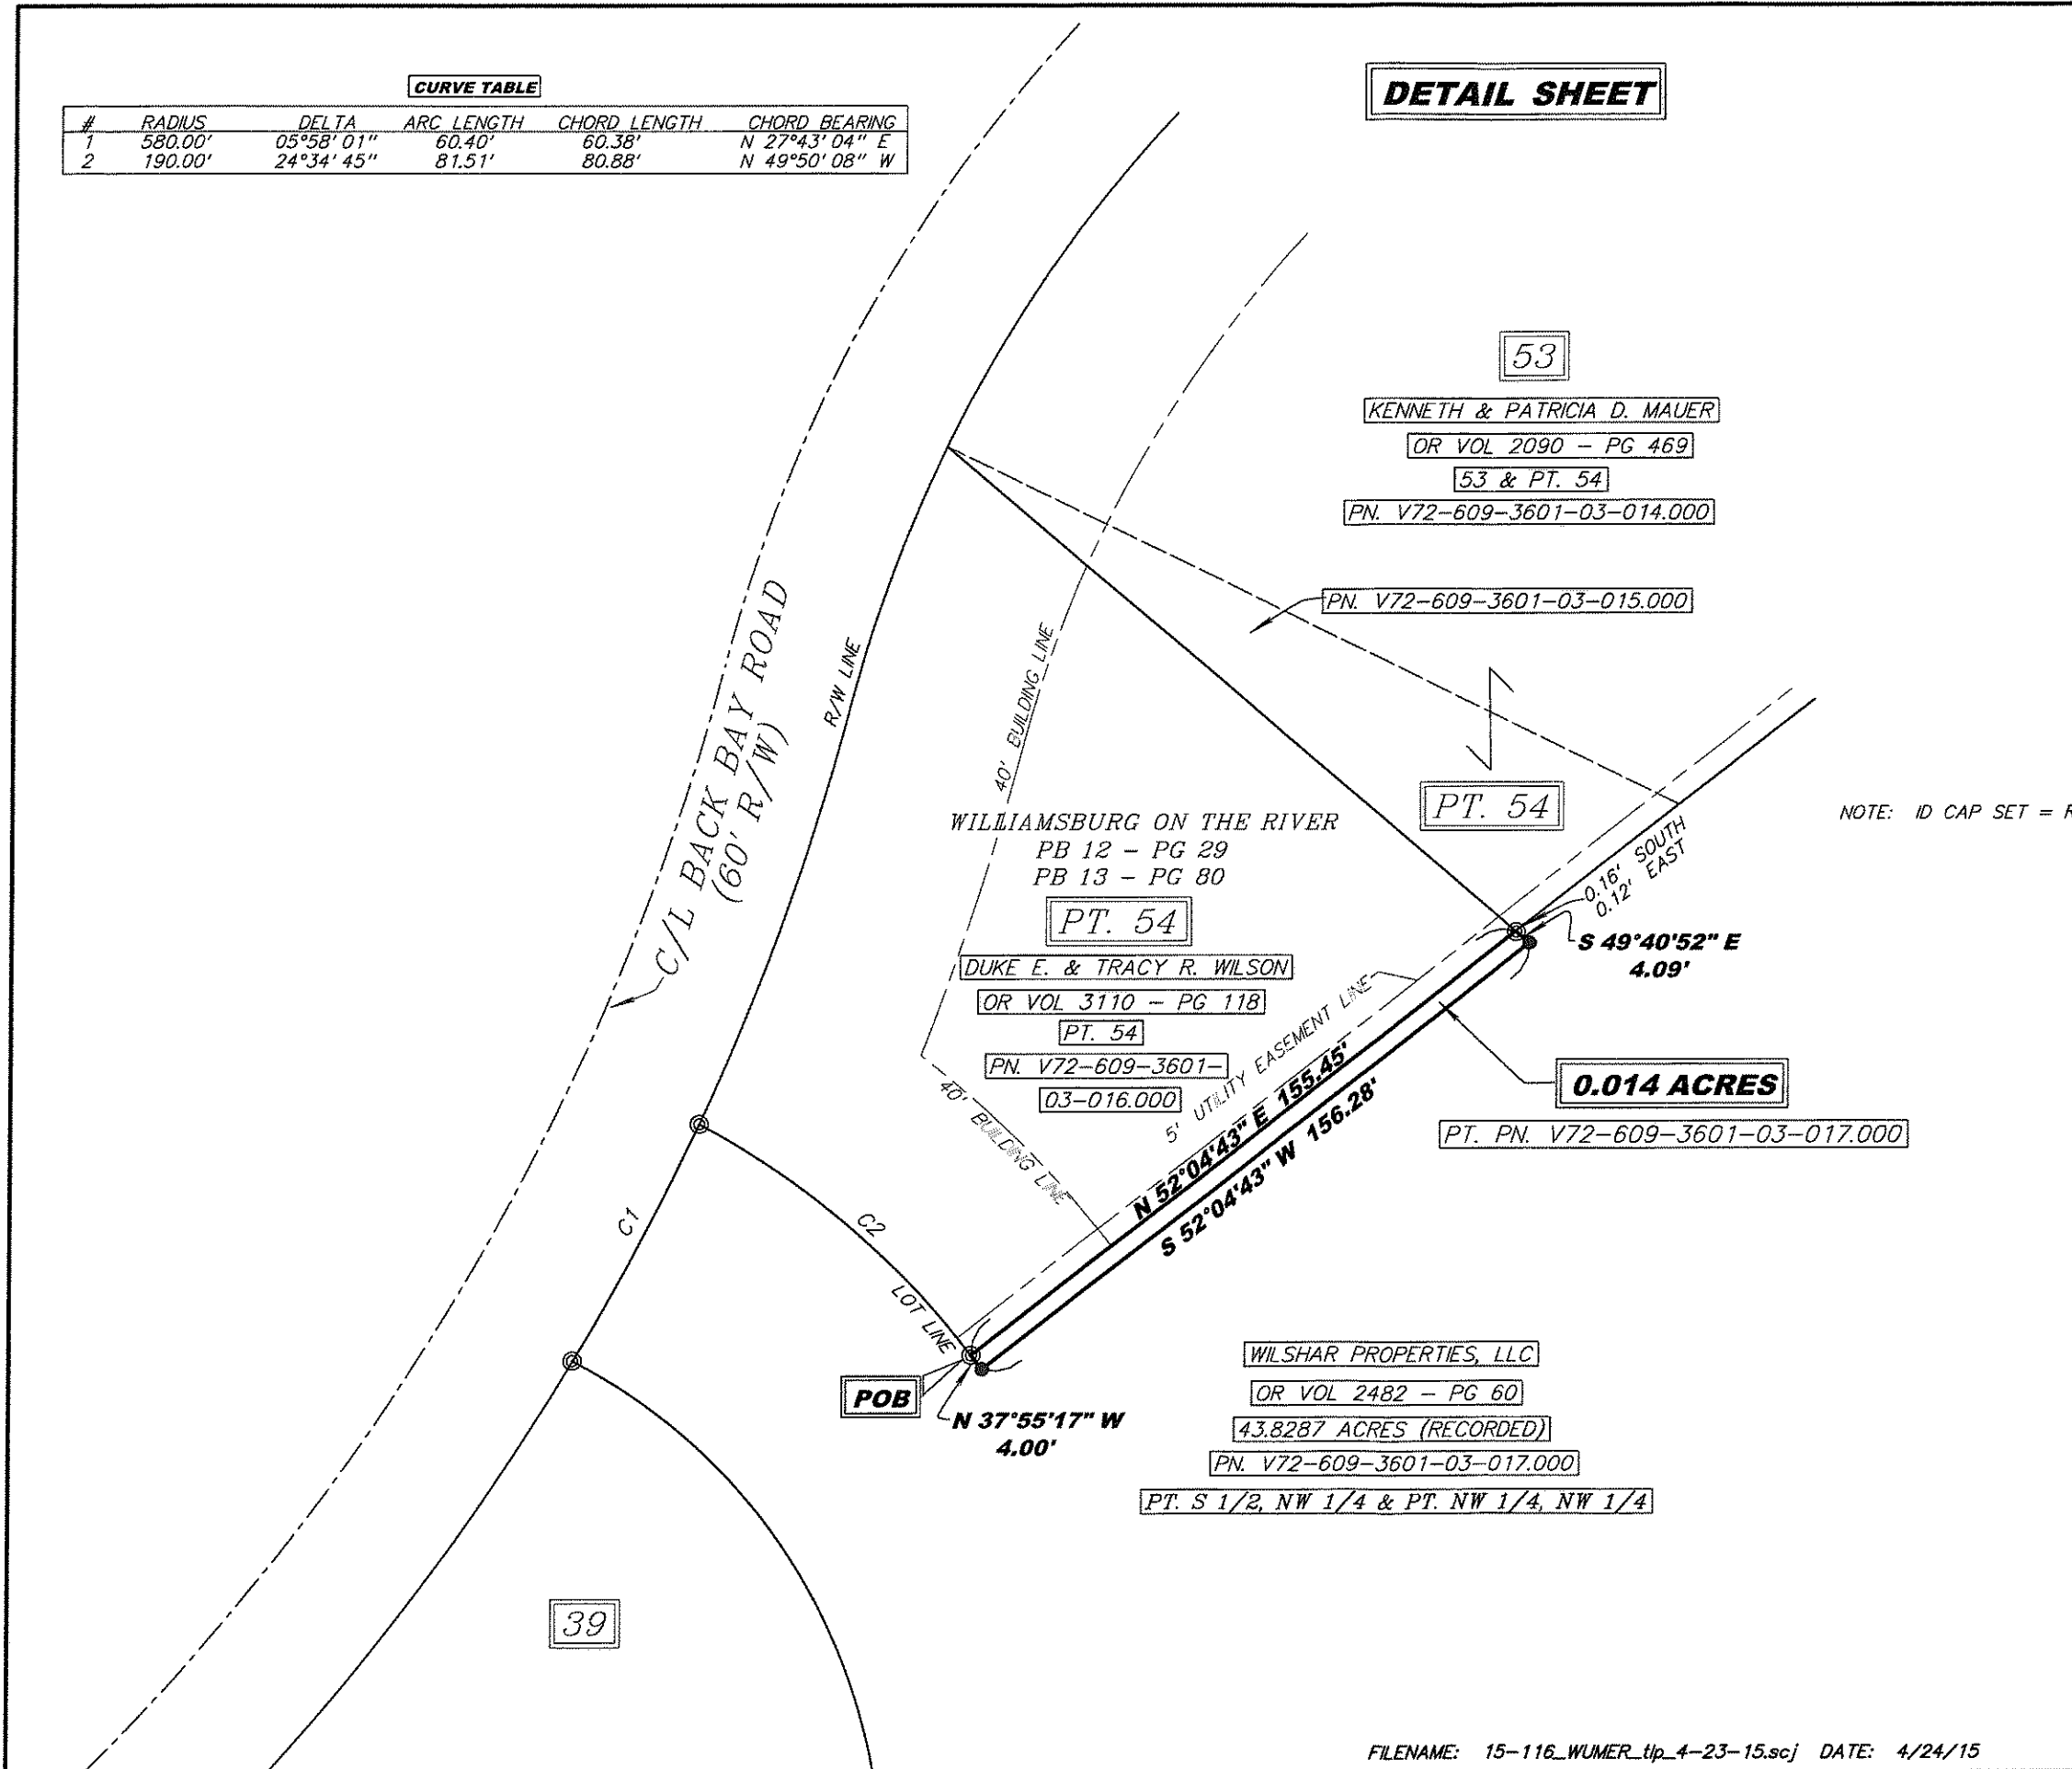 DETAIL SHEET
CURVE TABLE
# RADIUS DELTA ARC LENGTH CHORD LENGTH CHORD BEARING
1 580.00' 05°58'01" 60.40' 60.38' N 27°43'04" E
2 190.00' 24°34'45" 81.51' 80.88' N 49°50'08" W
53
KENNETH & PATRICIA D. MAUER
OR VOL 2090 - PG 469
53 & PT. 54
PN. V72-609-3601-03-014.000
PN. V72-609-3601-03-015.000
C/L BACK BAY ROAD
(60' R/W)
R/W LINE
40' BUILDING LINE
PT. 54
NOTE: ID CAP SET = R
WILLIAMSBURG ON THE RIVER
PB 12 - PG 29
PB 13 - PG 80
PT. 54
DUKE E. & TRACY R. WILSON
OR VOL 3110 - PG 118
PT. 54
PN. V72-609-3601-
03-016.000
0.16' SOUTH
0.12' EAST
S 49°40'52" E
4.09'
5' UTILITY EASEMENT LINE
40' BUILDING LINE
N 52°04'43" E 155.45'
S 52°04'43" W 156.28'
0.014 ACRES
PT. PN. V72-609-3601-03-017.000
C1
C2
LOT LINE
POB
N 37°55'17" W
4.00'
WILSHAR PROPERTIES, LLC
OR VOL 2482 - PG 60
43.8287 ACRES (RECORDED)
PN. V72-609-3601-03-017.000
PT. S 1/2, NW 1/4 & PT. NW 1/4, NW 1/4
39
FILENAME: 15-116_WUMER_tlp_4-23-15.scj DATE: 4/24/15